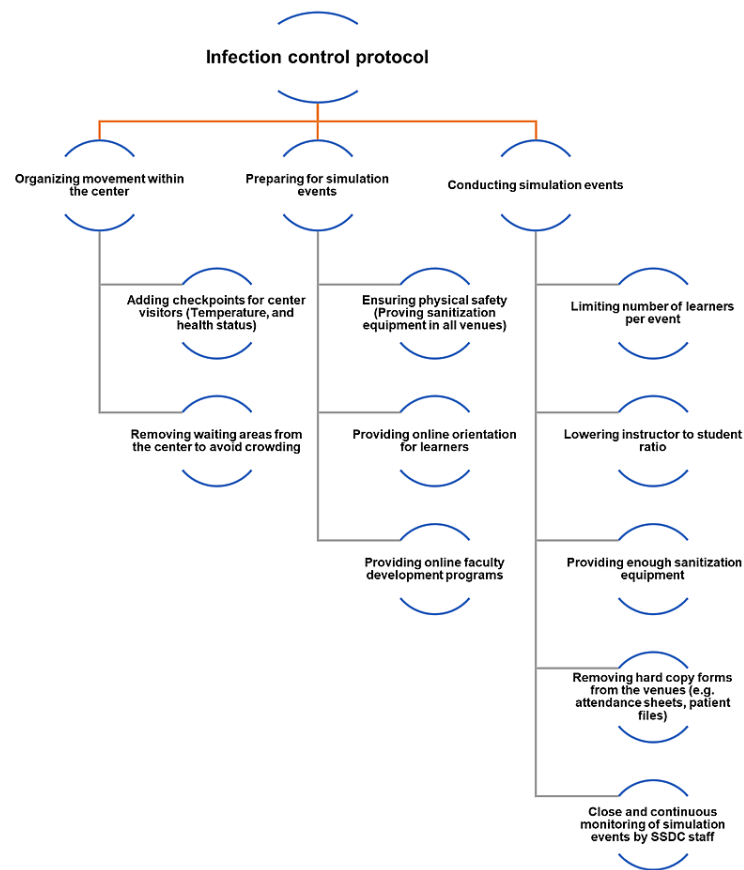 Infection control protocol
Organizing movement within
the center
Preparing for simulation
events
Conducting simulation events
Adding checkpoints for center
visitors (Temperature, and
health status)
Removing waiting areas from
the center to avoid crowding
Ensuring physical safety
(Proving sanitization
equipment in all venues)
Providing online orientation
for learners
Providing online faculty
development programs
Limiting number of learners
per event
Lowering instructor to student
ratio
Providing enough sanitization
equipment
Removing hard copy forms
from the venues (e.g.
attendance sheets, patient
files)
Close and continuous
monitoring of simulation
events by SSDC staff